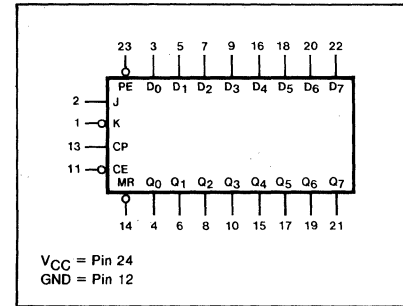 23 3 5 7 9 16 18 20 22
PE D0 D1 D2 D3 D4 D5 D6 D7
2 J
1 K
13 CP
11 CE
MR Q0 Q1 Q2 Q3 Q4 Q5 Q6 Q7
14 4 6 8 10 15 17 19 21
VCC = Pin 24
GND = Pin 12